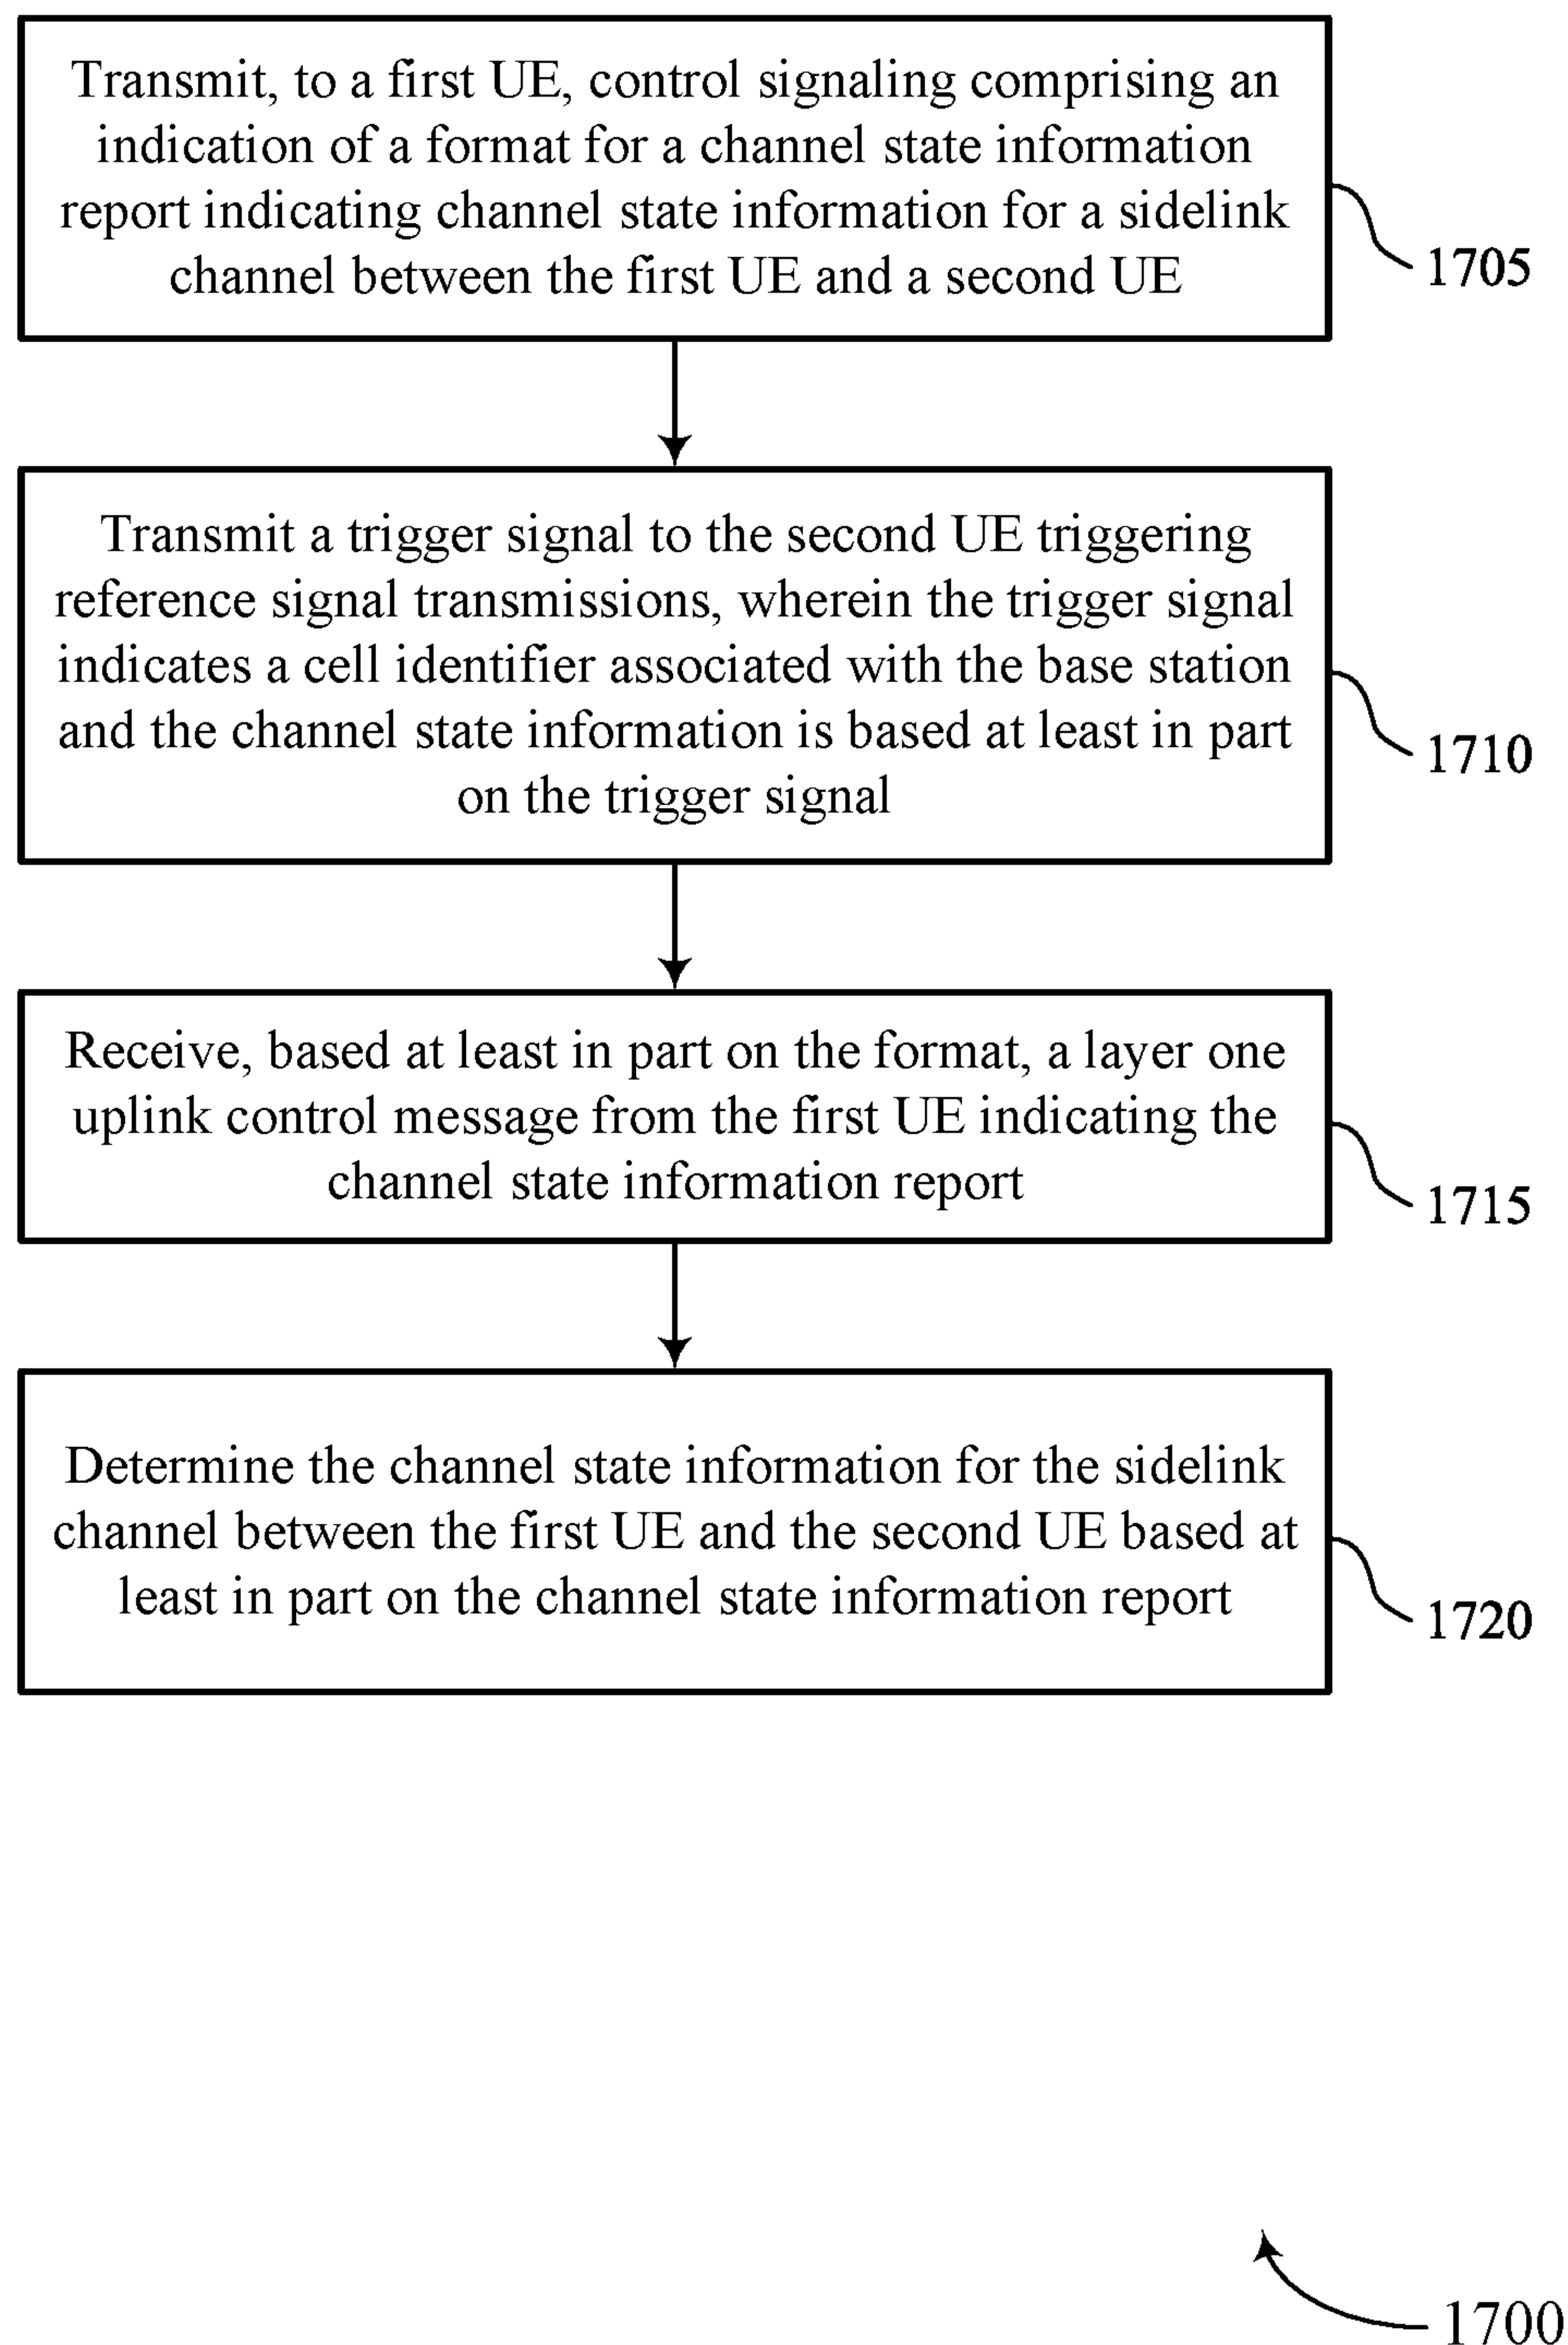 Transmit, to a first UE, control signaling comprising an
indication of a format for a channel state information
report indicating channel state information for a sidelink
channel between the first UE and a second UE
1705
Transmit a trigger signal to the second UE triggering
reference signal transmissions, wherein the trigger signal
indicates a cell identifier associated with the base station
and the channel state information is based at least in part
on the trigger signal
1710
Receive, based at least in part on the format, a layer one
uplink control message from the first UE indicating the
channel state information report
1715
Determine the channel state information for the sidelink
channel between the first UE and the second UE based at
least in part on the channel state information report
1720
1700